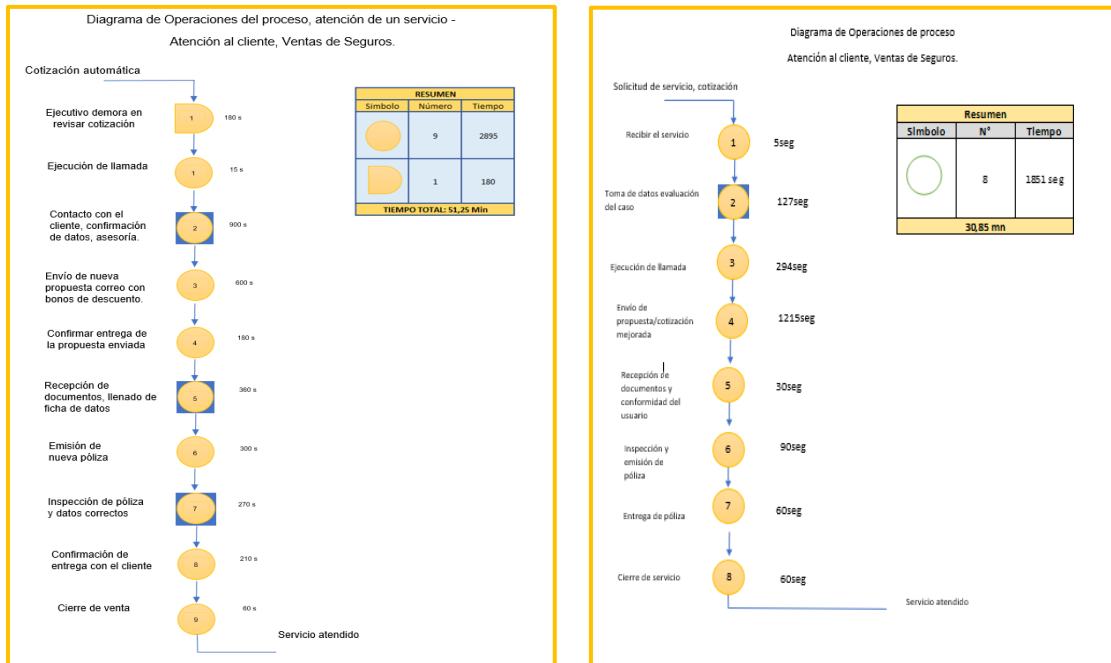 Diagrama de Operaciones del proceso, atención de un servicio -
Atención al cliente, Ventas de Seguros.
Cotización automática
Ejecutivo demora en
revisar cotización
1
180 s
Ejecución de llamada
1
15 s
Contacto con el
cliente, confirmación
de datos, asesoría.
2
900 s
Envío de nueva
propuesta correo con
bonos de descuento.
3
600 s
Confirmar entrega de
la propuesta enviada
4
180 s
Recepción de
documentos, llenado de
ficha de datos
5
360 s
Emisión de
nueva póliza
6
300 s
Inspección de póliza
y datos correctos
7
270 s
Confirmación de
entrega con el cliente
8
210 s
Cierre de venta
9
60 s
Servicio atendido
RESUMEN
Símbolo Número Tiempo
9 2895
1 180
TIEMPO TOTAL: 51,25 Min
Diagrama de Operaciones de proceso
Atención al cliente, Ventas de Seguros.
Solicitud de servicio, cotización
Recibir el servicio
1
5seg
Toma de datos evaluación
del caso
2
127seg
Ejecución de llamada
3
294seg
Envío de
propuesta/cotización
mejorada
4
1215seg
Recepción de
documentos y
conformidad del
usuario
5
30seg
Inspección y
emisión de
póliza
6
90seg
Entrega de póliza
7
60seg
Cierre de servicio
8
60seg
Servicio atendido
Resumen
Símbolo N° Tiempo
8 1851 seg
30,85 mn